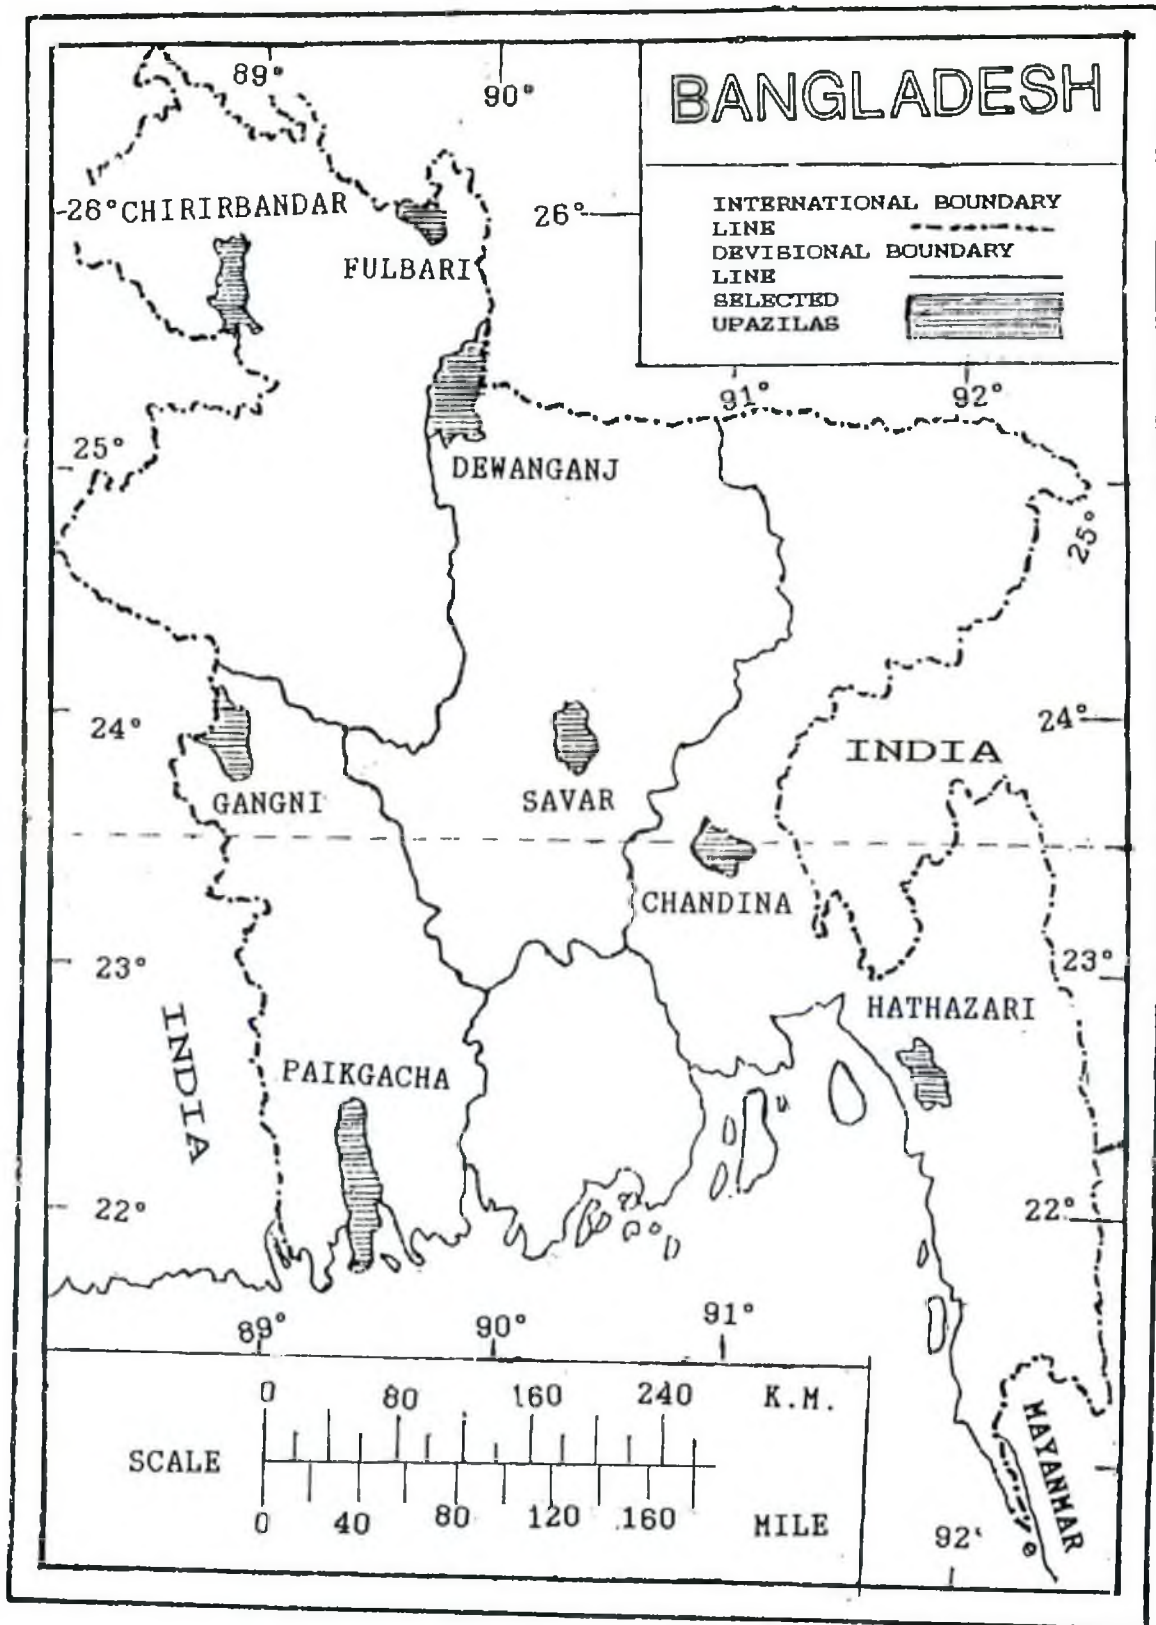 89°
90°
BANGLADESH
INTERNATIONAL BOUNDARY
LINE
DEVISIONAL BOUNDARY
LINE
SELECTED
UPAZILAS
26° CHIRIRBANDAR
26°
FULBARI
91°
92°
25°
DEWANGANJ
25°
24°
24°
INDIA
GANGNI
SAVAR
CHANDINA
23°
23°
HATHAZARI
INDIA
PAIKGACHA
22°
22°
89°
90°
91°
0 80 160 240 K.M.
SCALE
0 40 80 120 160 MILE
MAYANMAR
92°